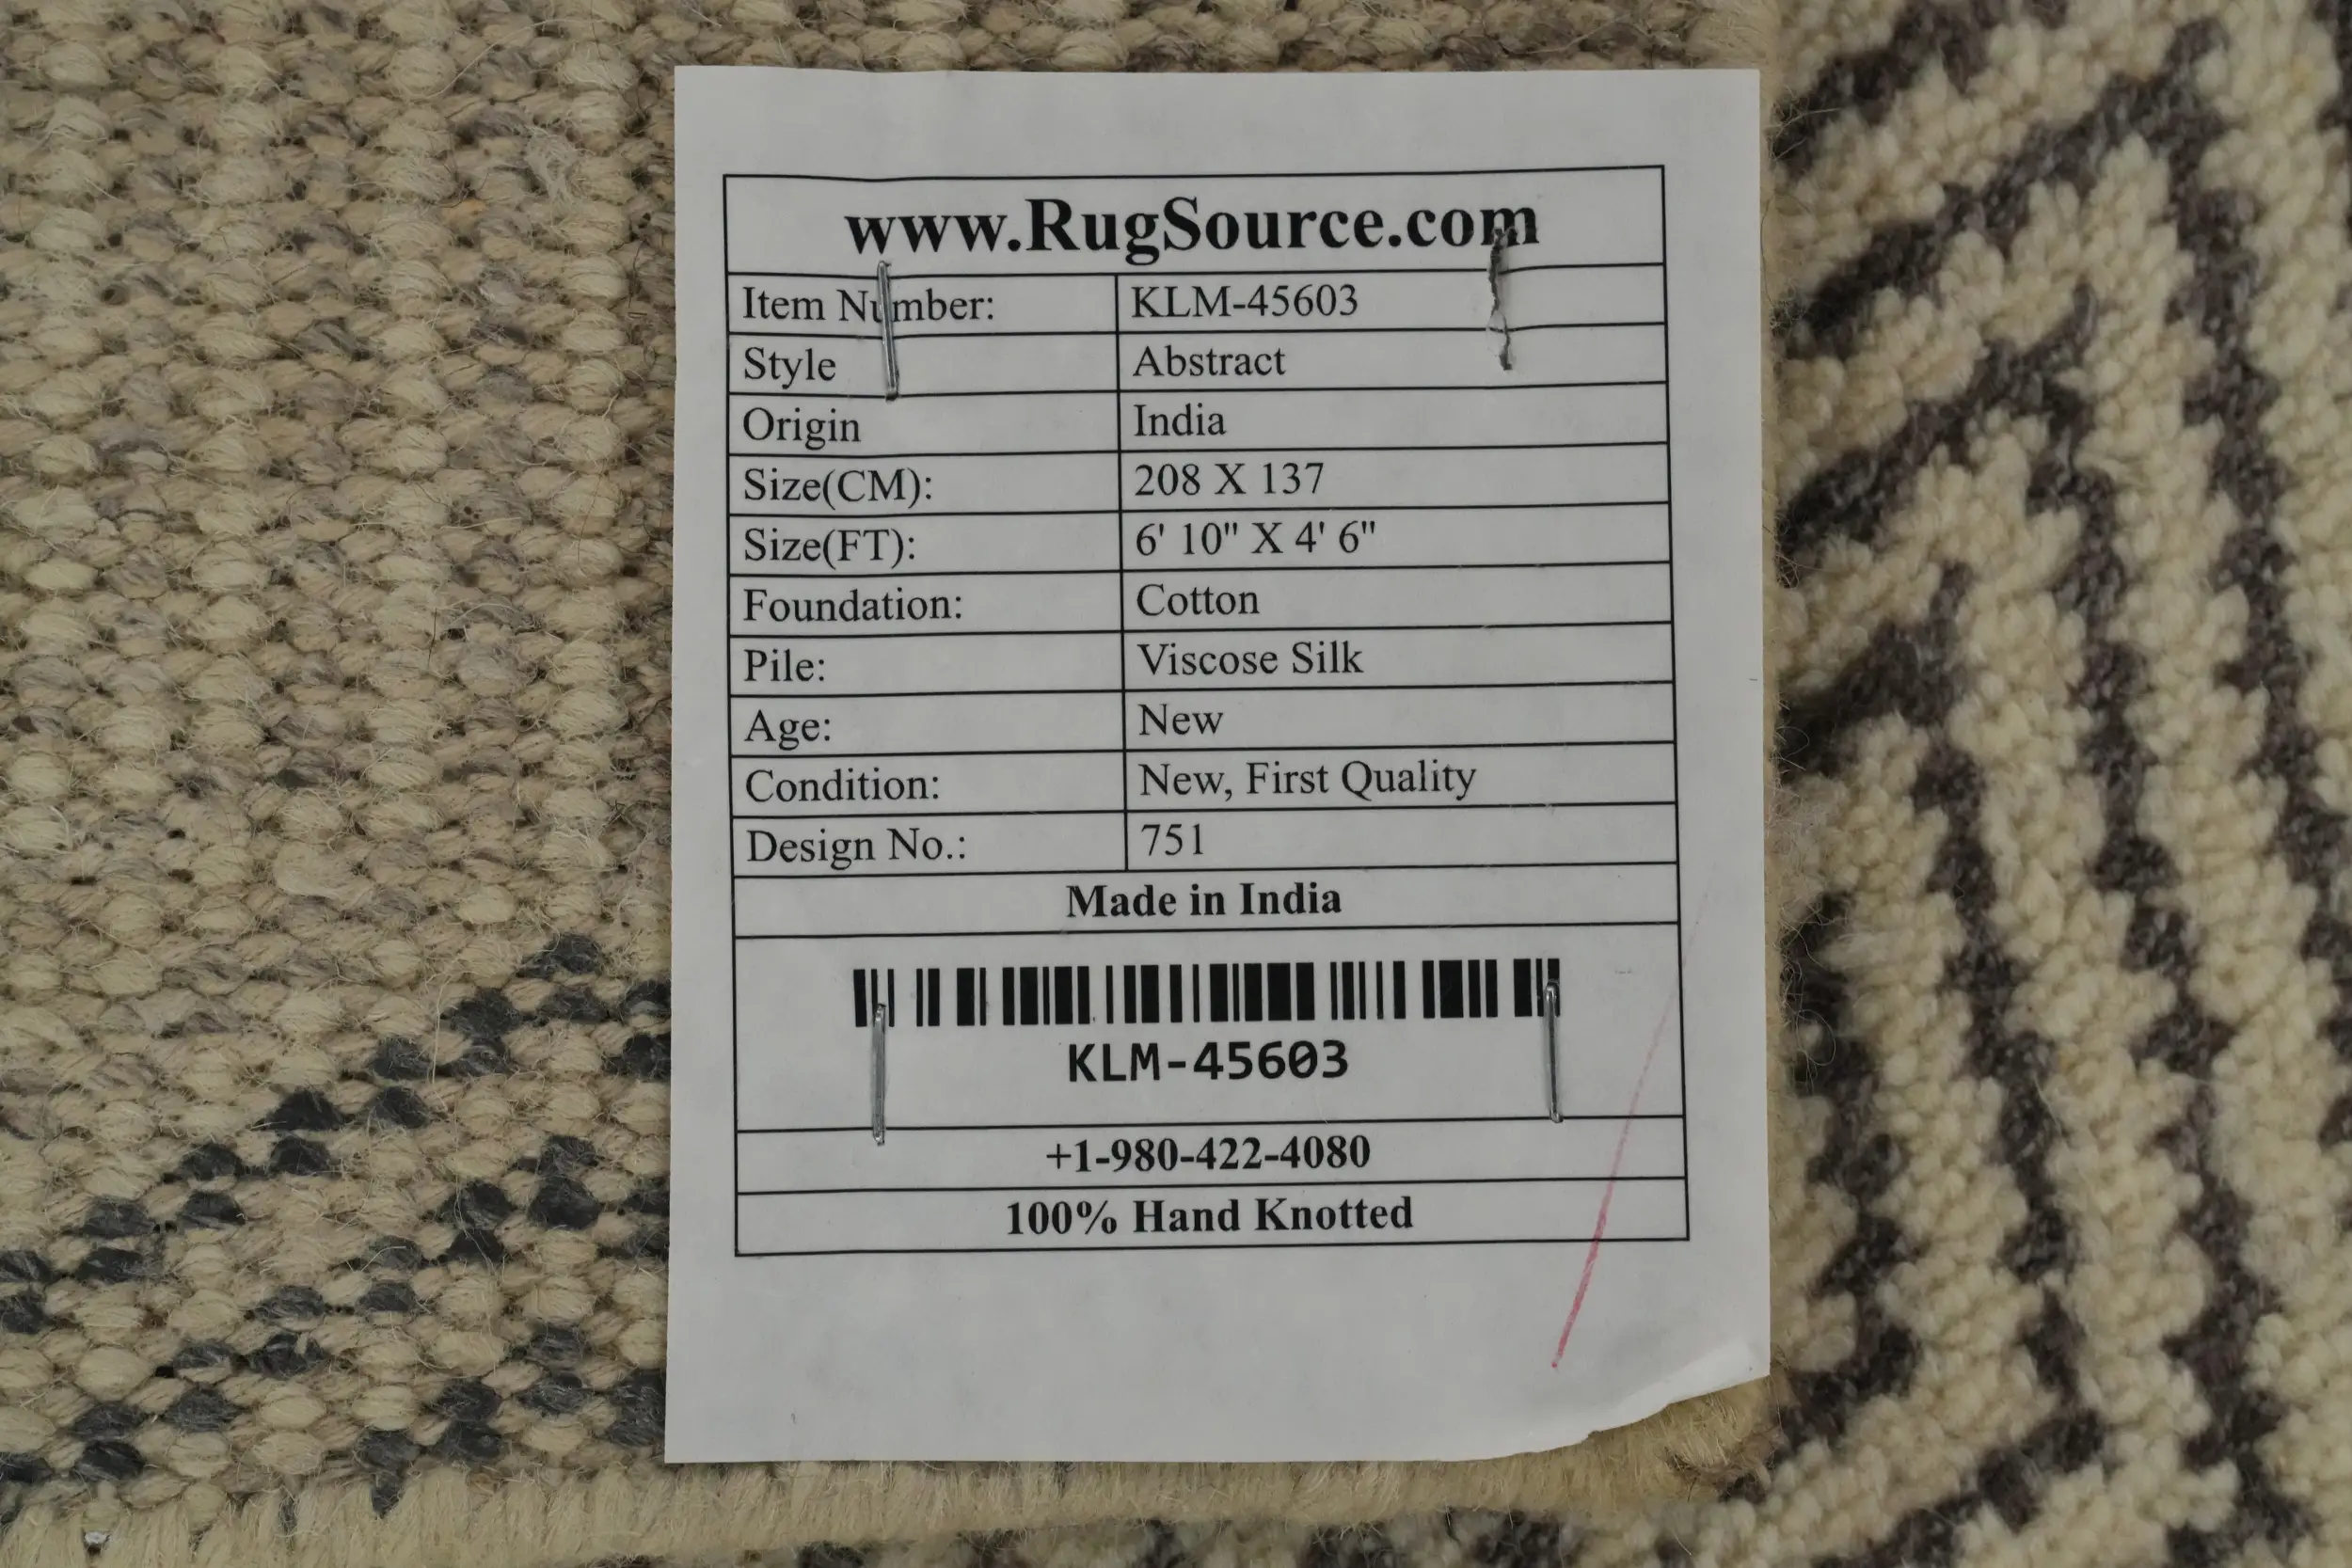 www.RugSource.com
Item Number: KLM-45603
Style Abstract
Origin India
Size(CM): 208 X 137
Size(FT): 6' 10" X 4' 6"
Foundation: Cotton
Pile: Viscose Silk
Age: New
Condition: New, First Quality
Design No.: 751
Made in India
KLM-45603
+1-980-422-4080
100% Hand Knotted